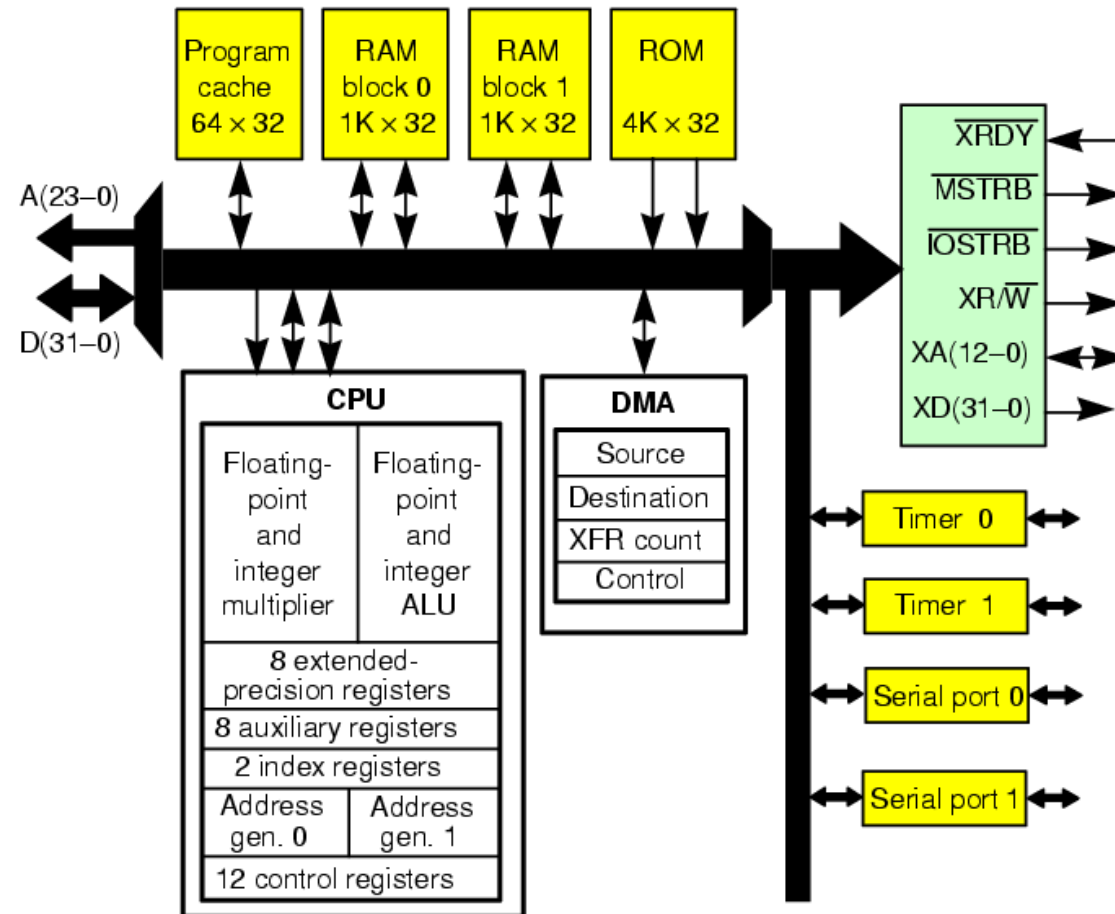 Program
cache
64 × 32
RAM
block 0
1K × 32
RAM
block 1
1K × 32
ROM
4K × 32
A(23–0)
D(31–0)
XRDY
MSTRB
IOSTRB
XR/W
XA(12–0)
XD(31–0)
CPU
Floating-
point
and
integer
multiplier
Floating-
point
and
integer
ALU
8 extended-
precision registers
8 auxiliary registers
2 index registers
Address
gen. 0
Address
gen. 1
12 control registers
DMA
Source
Destination
XFR count
Control
Timer 0
Timer 1
Serial port 0
Serial port 1